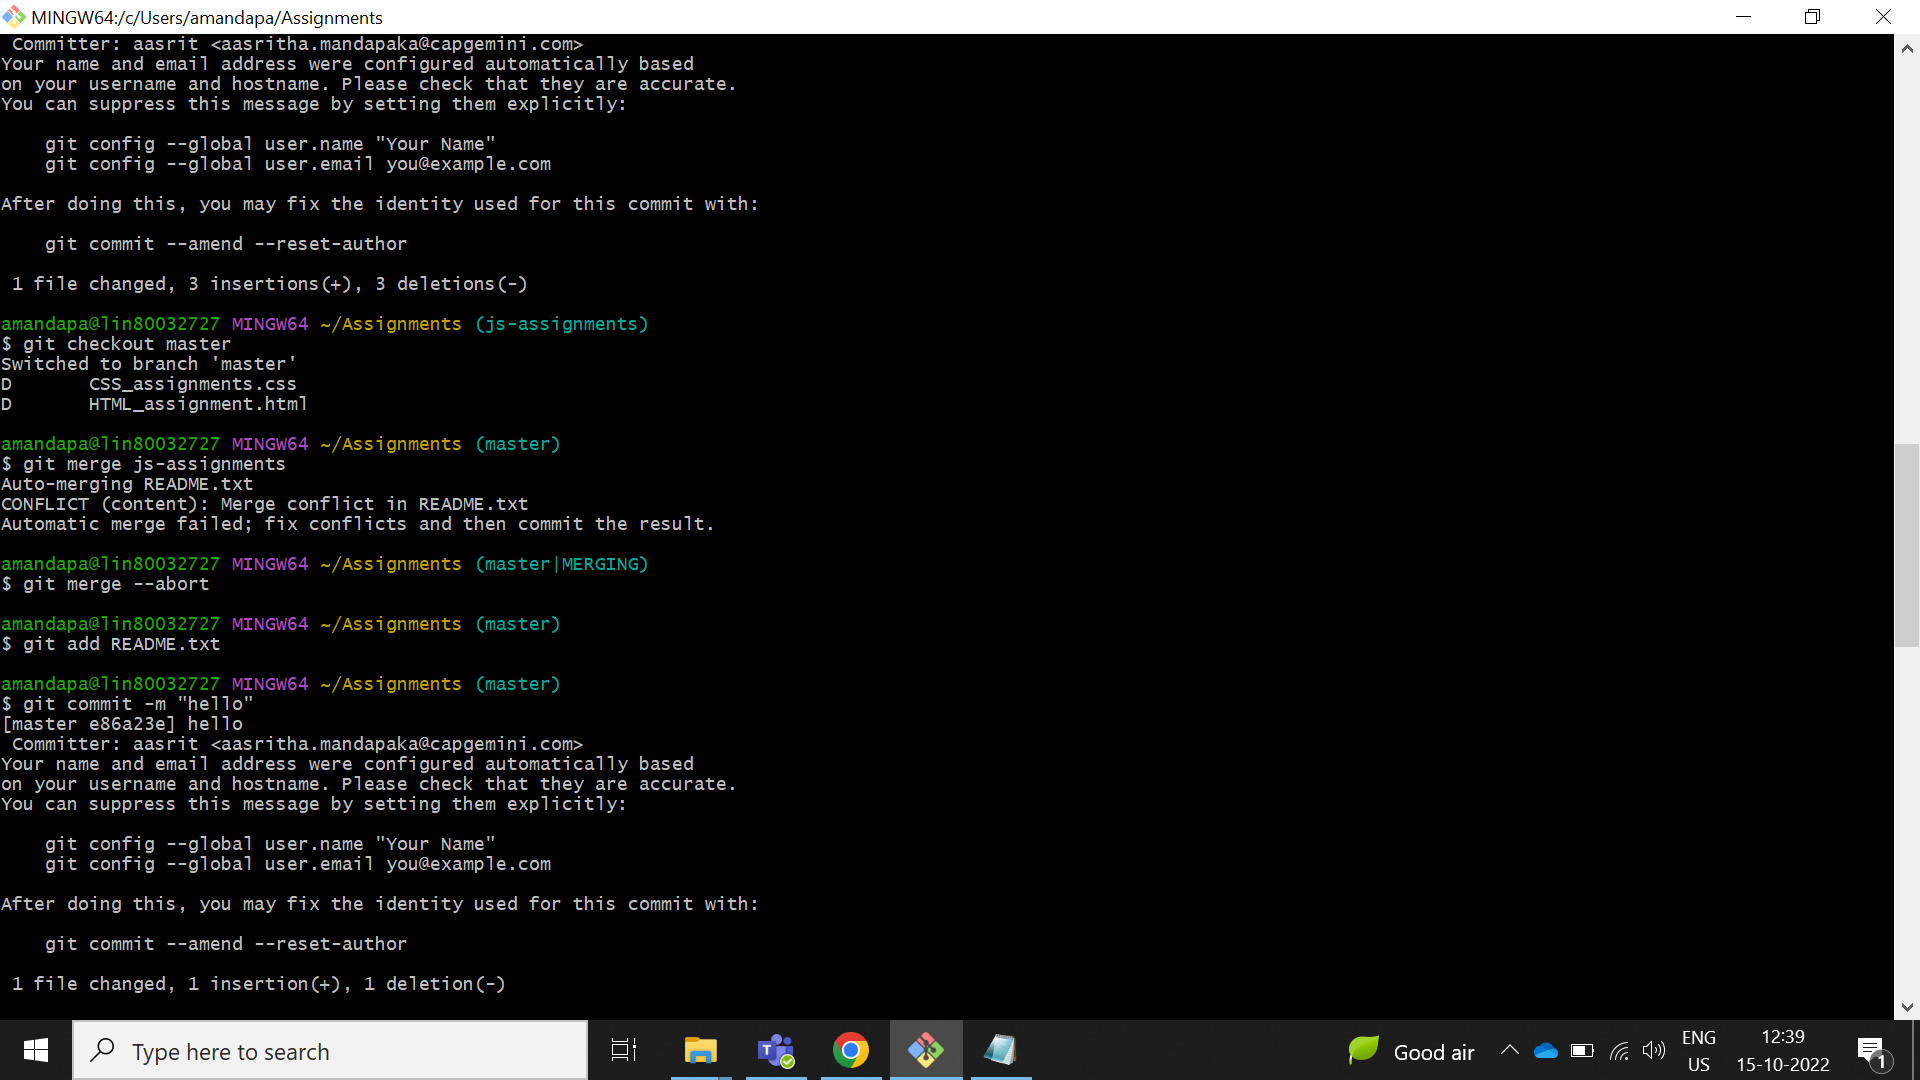 MINGW64:/c/Users/amandapa/Assignments
 Committer: aasrit <aasritha.mandapaka@capgemini.com>
Your name and email address were configured automatically based
on your username and hostname. Please check that they are accurate.
You can suppress this message by setting them explicitly:
    git config --global user.name "Your Name"
    git config --global user.email you@example.com
After doing this, you may fix the identity used for this commit with:
    git commit --amend --reset-author
 1 file changed, 3 insertions(+), 3 deletions(-)
amandapa@lin80032727 MINGW64 ~/Assignments (js-assignments)
$ git checkout master
Switched to branch 'master'
D       CSS_assignments.css
D       HTML_assignment.html
amandapa@lin80032727 MINGW64 ~/Assignments (master)
$ git merge js-assignments
Auto-merging README.txt
CONFLICT (content): Merge conflict in README.txt
Automatic merge failed; fix conflicts and then commit the result.
amandapa@lin80032727 MINGW64 ~/Assignments (master|MERGING)
$ git merge --abort
amandapa@lin80032727 MINGW64 ~/Assignments (master)
$ git add README.txt
amandapa@lin80032727 MINGW64 ~/Assignments (master)
$ git commit -m "hello"
[master e86a23e] hello
 Committer: aasrit <aasritha.mandapaka@capgemini.com>
Your name and email address were configured automatically based
on your username and hostname. Please check that they are accurate.
You can suppress this message by setting them explicitly:
    git config --global user.name "Your Name"
    git config --global user.email you@example.com
After doing this, you may fix the identity used for this commit with:
    git commit --amend --reset-author
 1 file changed, 1 insertion(+), 1 deletion(-)
Type here to search
Good air
ENG
US
12:39
15-10-2022
1